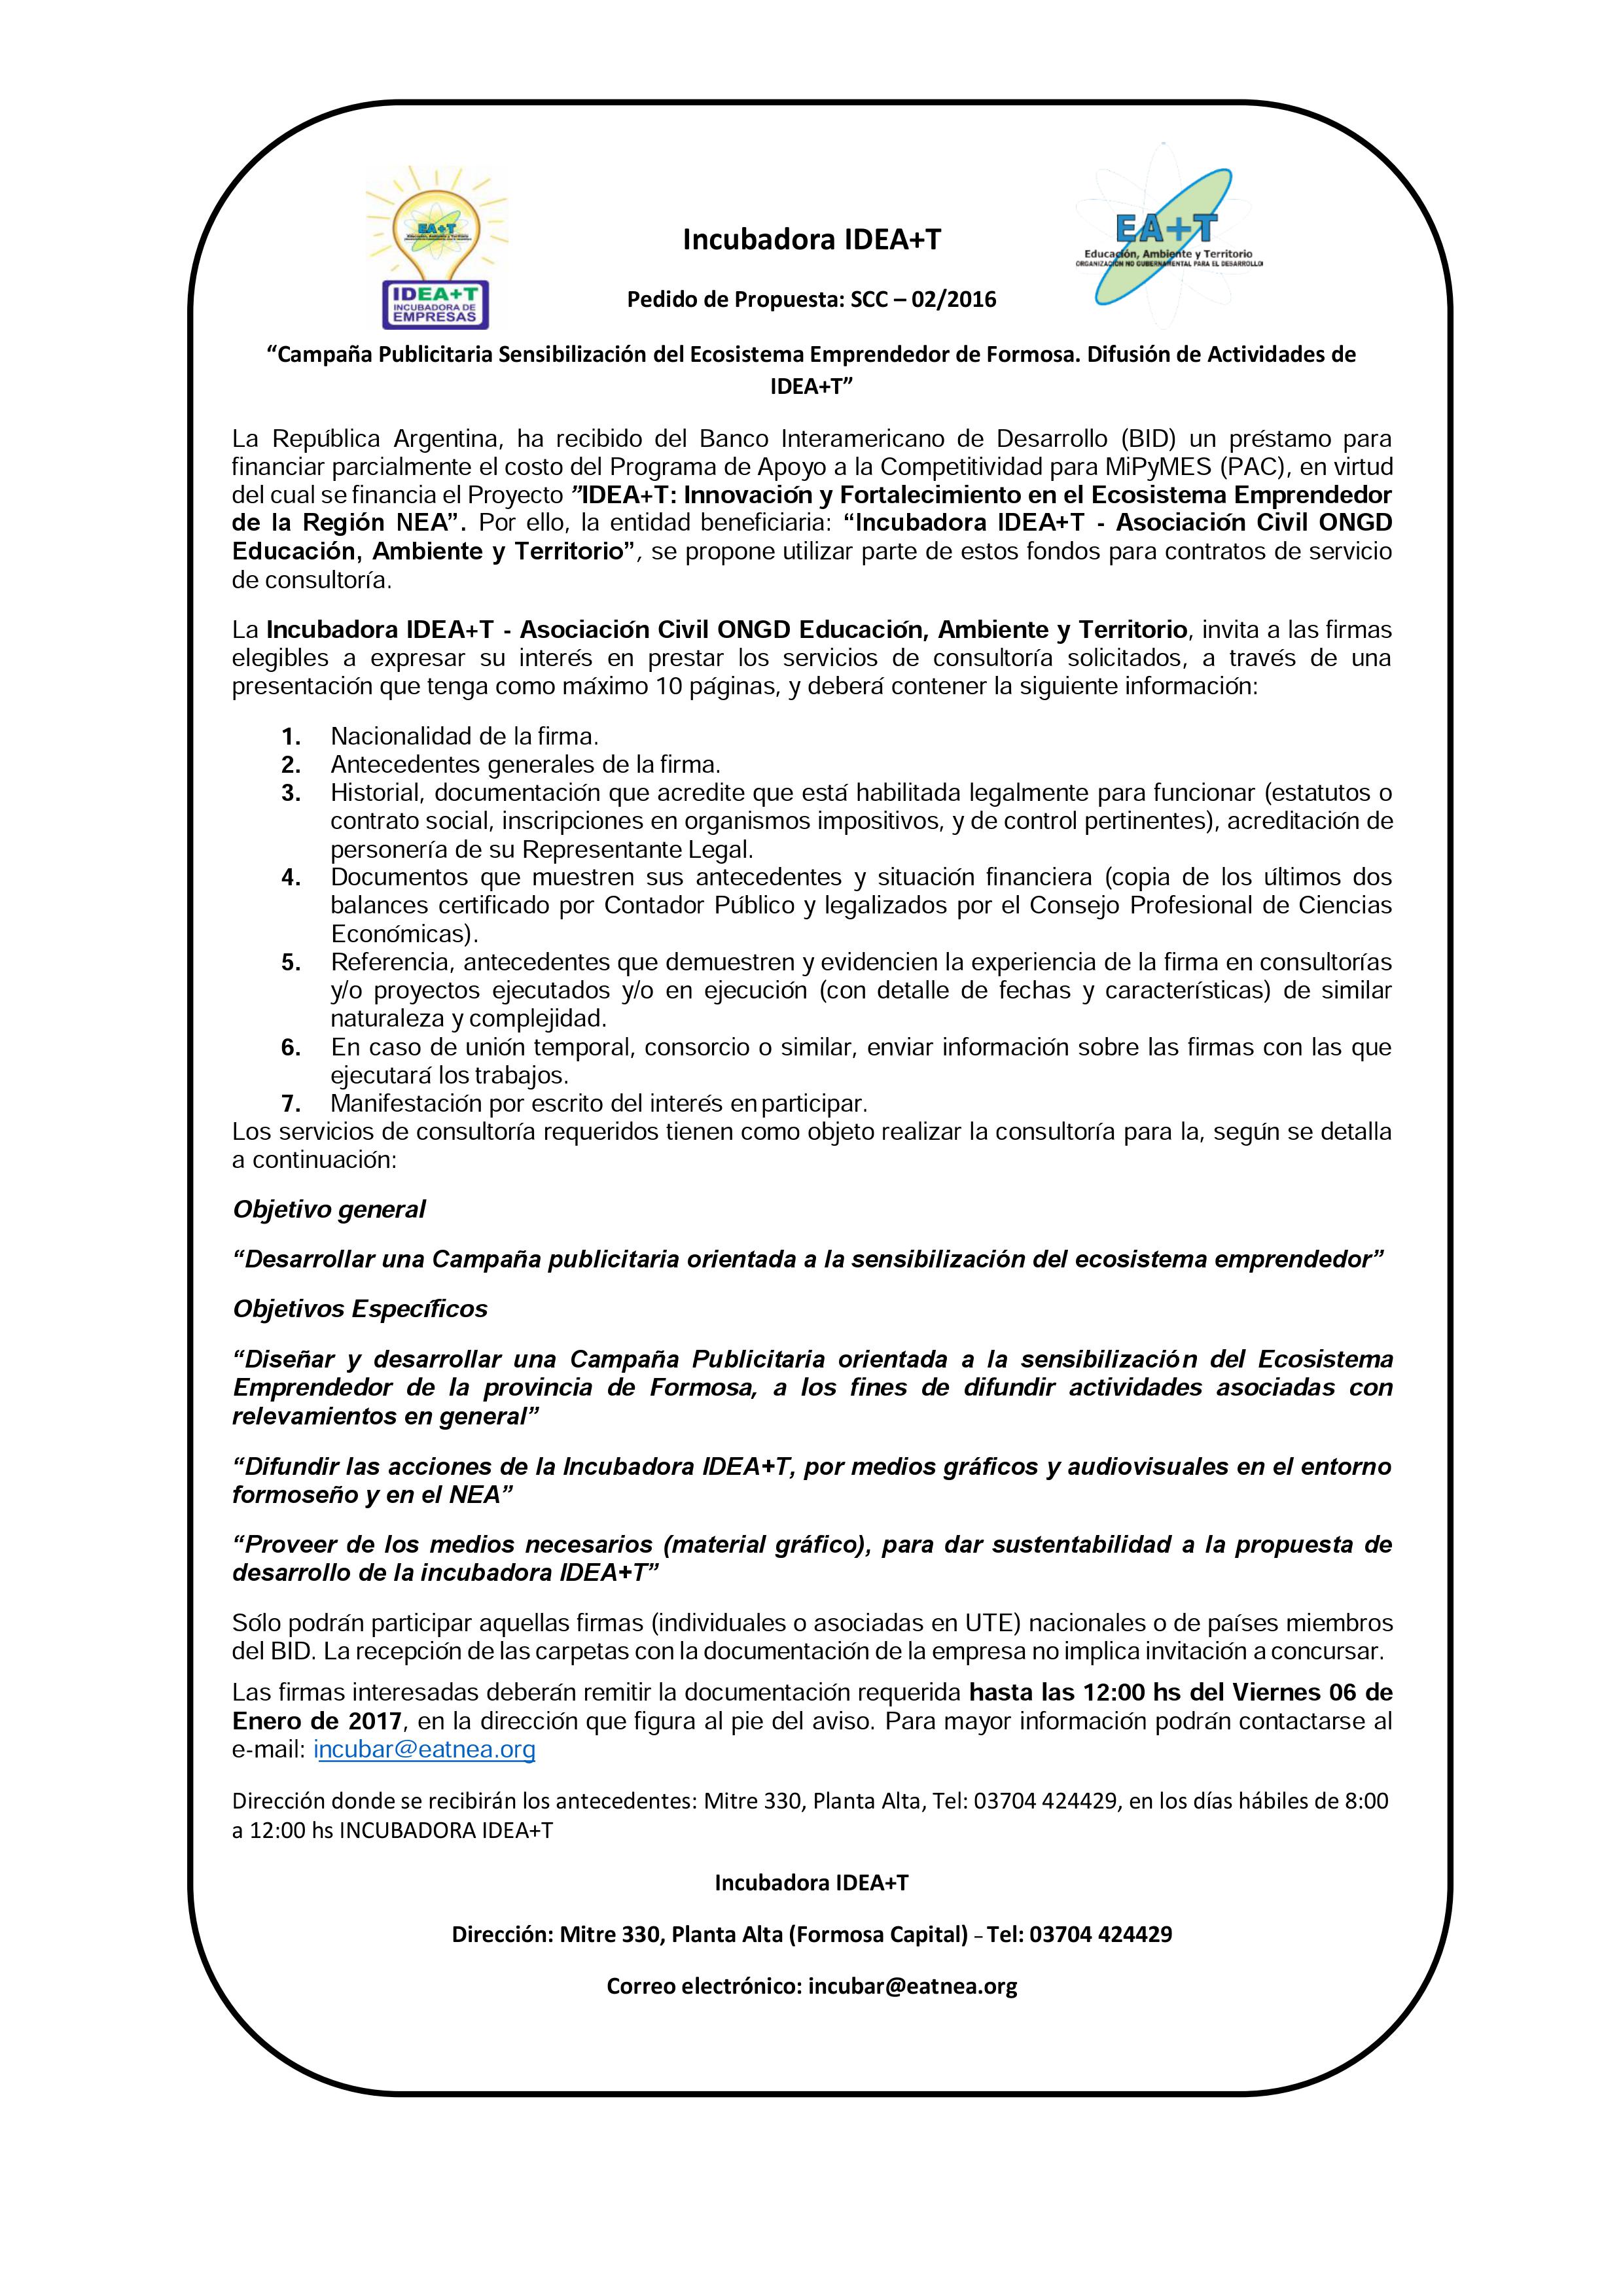 EA+T
IDEA+T
INCUBADORA DE
EMPRESAS
EA+T
Educación, Ambiente y Territorio
ORGANIZACIÓN NO GUBERNAMENTAL PARA EL DESARROLLO
Incubadora IDEA+T
Pedido de Propuesta: SCC – 02/2016
“Campaña Publicitaria Sensibilización del Ecosistema Emprendedor de Formosa. Difusión de Actividades de
IDEA+T”
La República Argentina, ha recibido del Banco Interamericano de Desarrollo (BID) un préstamo para
financiar parcialmente el costo del Programa de Apoyo a la Competitividad para MiPyMES (PAC), en virtud
del cual se financia el Proyecto ”IDEA+T: Innovación y Fortalecimiento en el Ecosistema Emprendedor
de la Región NEA”. Por ello, la entidad beneficiaria: “Incubadora IDEA+T - Asociación Civil ONGD
Educación, Ambiente y Territorio”, se propone utilizar parte de estos fondos para contratos de servicio
de consultoría.
La Incubadora IDEA+T - Asociación Civil ONGD Educación, Ambiente y Territorio, invita a las firmas
elegibles a expresar su interés en prestar los servicios de consultoría solicitados, a través de una
presentación que tenga como máximo 10 páginas, y deberá contener la siguiente información:
1. Nacionalidad de la firma.
2. Antecedentes generales de la firma.
3. Historial, documentación que acredite que está habilitada legalmente para funcionar (estatutos o
contrato social, inscripciones en organismos impositivos, y de control pertinentes), acreditación de
personería de su Representante Legal.
4. Documentos que muestren sus antecedentes y situación financiera (copia de los últimos dos
balances certificado por Contador Público y legalizados por el Consejo Profesional de Ciencias
Económicas).
5. Referencia, antecedentes que demuestren y evidencien la experiencia de la firma en consultorías
y/o proyectos ejecutados y/o en ejecución (con detalle de fechas y características) de similar
naturaleza y complejidad.
6. En caso de unión temporal, consorcio o similar, enviar información sobre las firmas con las que
ejecutará los trabajos.
7. Manifestación por escrito del interés en participar.
Los servicios de consultoría requeridos tienen como objeto realizar la consultoría para la, según se detalla
a continuación:
Objetivo general
“Desarrollar una Campaña publicitaria orientada a la sensibilización del ecosistema emprendedor”
Objetivos Específicos
“Diseñar y desarrollar una Campaña Publicitaria orientada a la sensibilización del Ecosistema
Emprendedor de la provincia de Formosa, a los fines de difundir actividades asociadas con
relevamientos en general”
“Difundir las acciones de la Incubadora IDEA+T, por medios gráficos y audiovisuales en el entorno
formoseño y en el NEA”
“Proveer de los medios necesarios (material gráfico), para dar sustentabilidad a la propuesta de
desarrollo de la incubadora IDEA+T”
Sólo podrán participar aquellas firmas (individuales o asociadas en UTE) nacionales o de países miembros
del BID. La recepción de las carpetas con la documentación de la empresa no implica invitación a concursar.
Las firmas interesadas deberán remitir la documentación requerida hasta las 12:00 hs del Viernes 06 de
Enero de 2017, en la dirección que figura al pie del aviso. Para mayor información podrán contactarse al
e-mail: incubar@eatnea.org
Dirección donde se recibirán los antecedentes: Mitre 330, Planta Alta, Tel: 03704 424429, en los días hábiles de 8:00
a 12:00 hs INCUBADORA IDEA+T
Incubadora IDEA+T
Dirección: Mitre 330, Planta Alta (Formosa Capital) – Tel: 03704 424429
Correo electrónico: incubar@eatnea.org